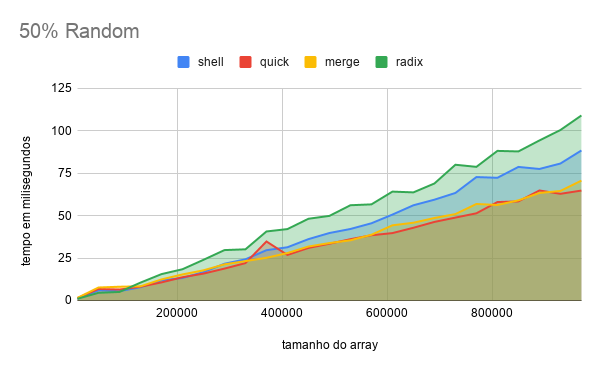 50% Random
shell quick merge radix
125
100
75
50
25
0
tempo em milisegundos
200000 400000 600000 800000
tamanho do array